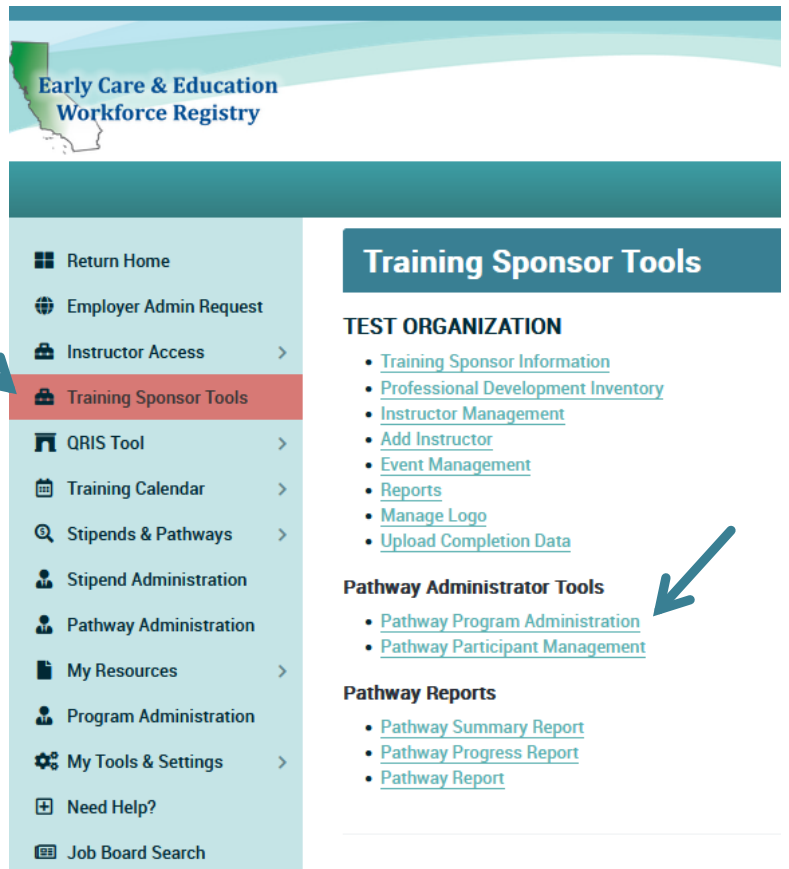 Early Care & Education
Workforce Registry
Return Home
Employer Admin Request
Instructor Access
Training Sponsor Tools
QRIS Tool
Training Calendar
Stipends & Pathways
Stipend Administration
Pathway Administration
My Resources
Program Administration
My Tools & Settings
Need Help?
Job Board Search
Training Sponsor Tools
TEST ORGANIZATION
• Training Sponsor Information
• Professional Development Inventory
• Instructor Management
• Add Instructor
• Event Management
• Reports
• Manage Logo
• Upload Completion Data
Pathway Administrator Tools
• Pathway Program Administration
• Pathway Participant Management
Pathway Reports
• Pathway Summary Report
• Pathway Progress Report
• Pathway Report